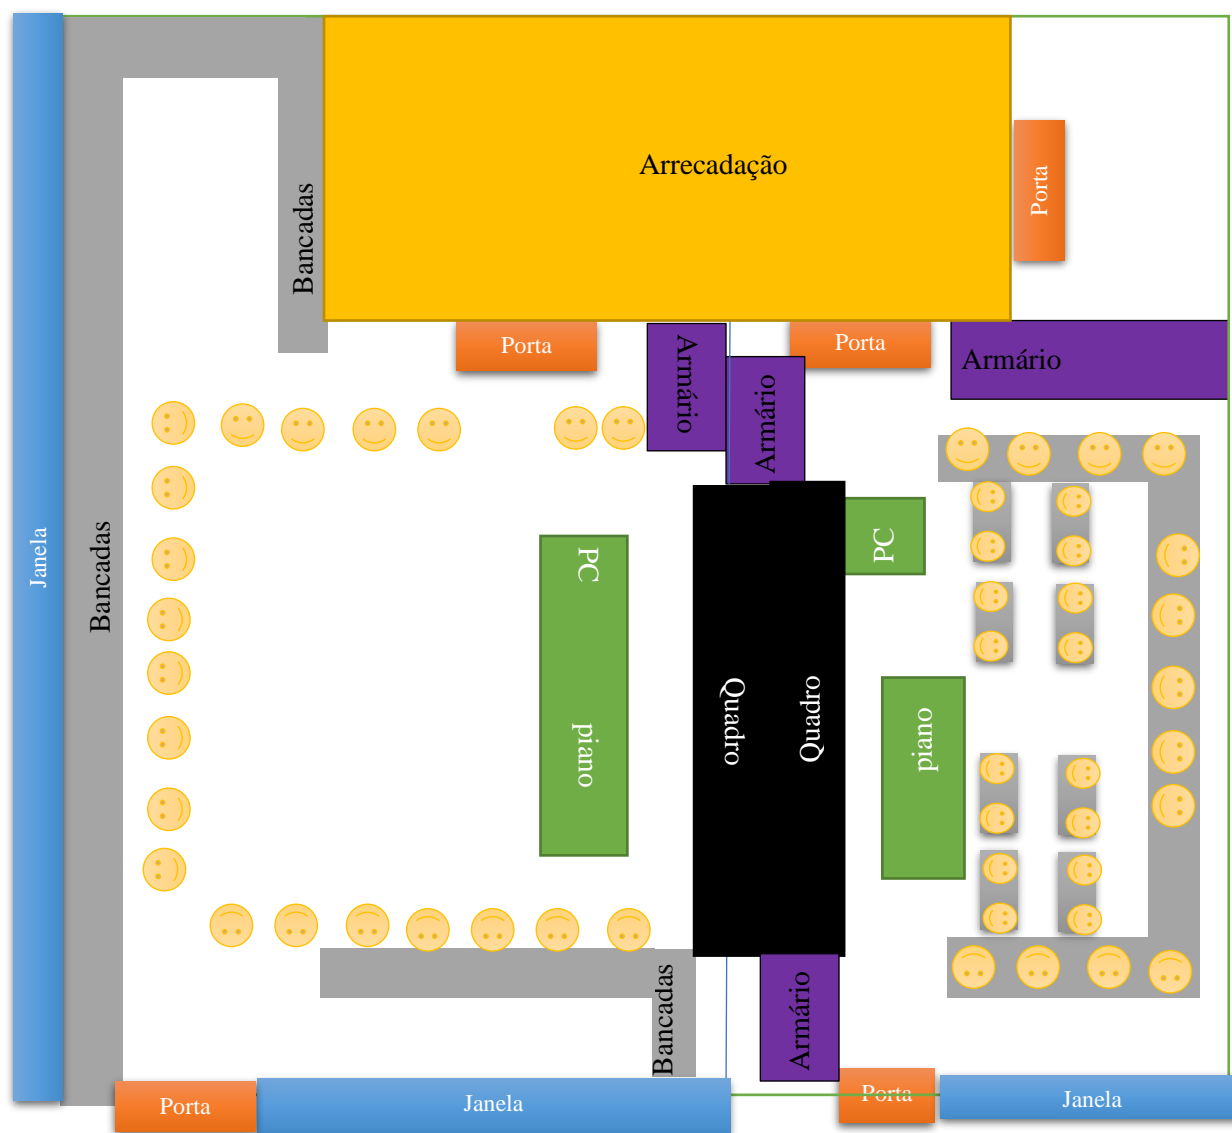 Arrecadação
Porta
Bancadas
Porta
Porta
Armário
Armário
Armário
Janela
Bancadas
PC
PC
Quadro
Quadro
piano
piano
Bancadas
Armário
Porta
Janela
Porta
Janela